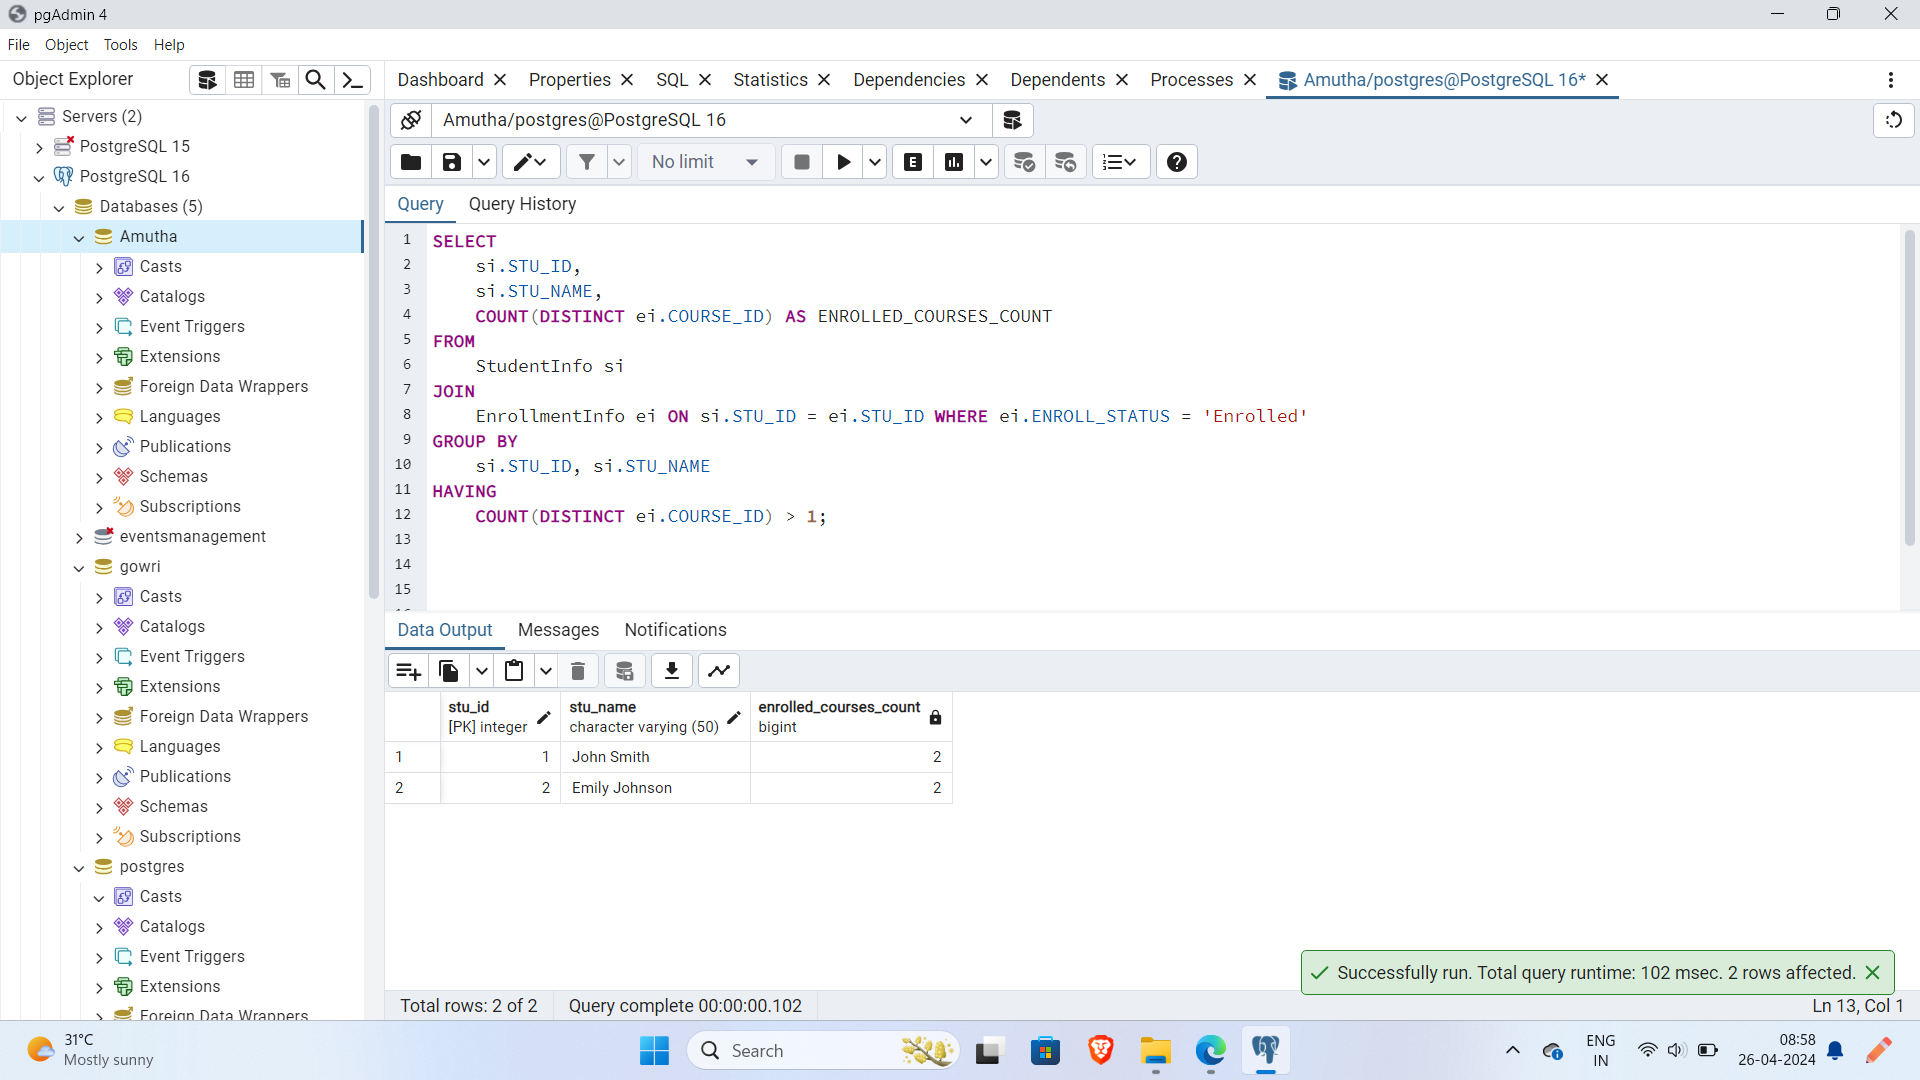 pgAdmin 4
File Object Tools Help
Object Explorer
Dashboard Properties SQL Statistics Dependencies Dependents Processes Amutha/postgres@PostgreSQL 16*
Servers (2)
PostgreSQL 15
PostgreSQL 16
Databases (5)
Amutha
Casts
Catalogs
Event Triggers
Extensions
Foreign Data Wrappers
Languages
Publications
Schemas
Subscriptions
eventsmanagement
gowri
Casts
Catalogs
Event Triggers
Extensions
Foreign Data Wrappers
Languages
Publications
Schemas
Subscriptions
postgres
Casts
Catalogs
Event Triggers
Extensions
Foreign Data Wrappers
Amutha/postgres@PostgreSQL 16
No limit
E
Query Query History
1 SELECT
2 si.STU_ID,
3 si.STU_NAME,
4 COUNT(DISTINCT ei.COURSE_ID) AS ENROLLED_COURSES_COUNT
5 FROM
6 StudentInfo si
7 JOIN
8 EnrollmentInfo ei ON si.STU_ID = ei.STU_ID WHERE ei.ENROLL_STATUS = 'Enrolled'
9 GROUP BY
10 si.STU_ID, si.STU_NAME
11 HAVING
12 COUNT(DISTINCT ei.COURSE_ID) > 1;
13
14
15
Data Output Messages Notifications
stu_id stu_name enrolled_courses_count
[PK] integer character varying (50) bigint
1 1 John Smith 2
2 2 Emily Johnson 2
Successfully run. Total query runtime: 102 msec. 2 rows affected.
Total rows: 2 of 2 Query complete 00:00:00.102 Ln 13, Col 1
31°C
Mostly sunny
Search
ENG
IN
08:58
26-04-2024